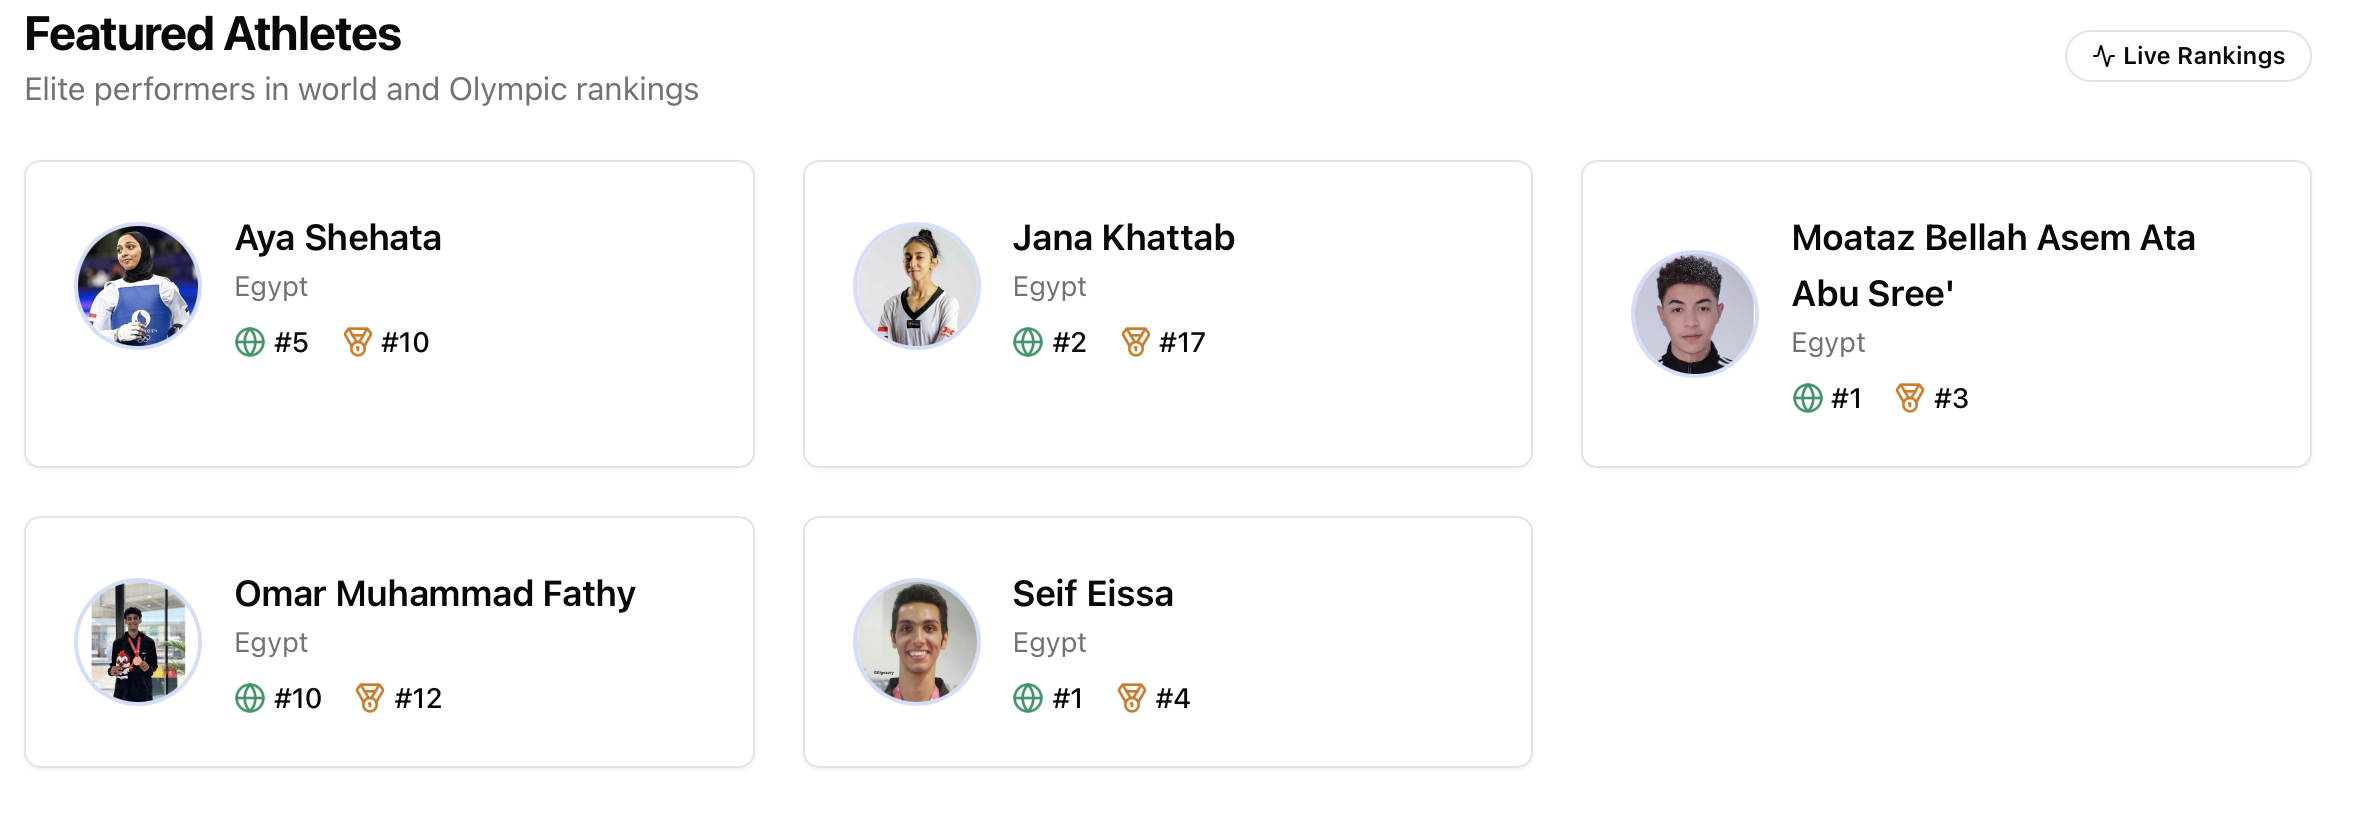 Featured Athletes
Elite performers in world and Olympic rankings
Live Rankings
Aya Shehata
Egypt
#5 #10
Jana Khattab
Egypt
#2 #17
Moataz Bellah Asem Ata
Abu Sree'
Egypt
#1 #3
Omar Muhammad Fathy
Egypt
#10 #12
Seif Eissa
Egypt
#1 #4